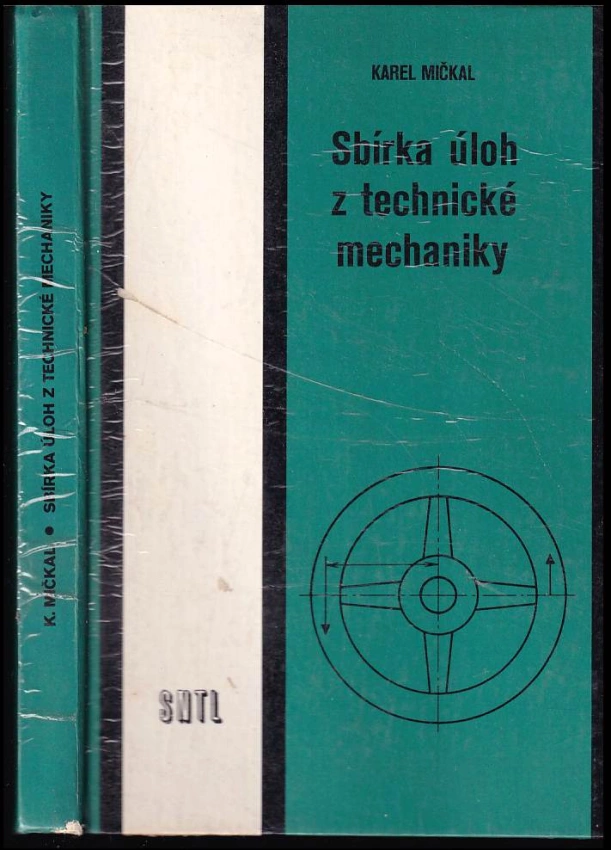 KAREL MIČKAL
Sbírka úloh
z technické
mechaniky
SNTL
K. MIČKAL • SBÍRKA ÚLOH Z TECHNICKÉ MECHANIKY